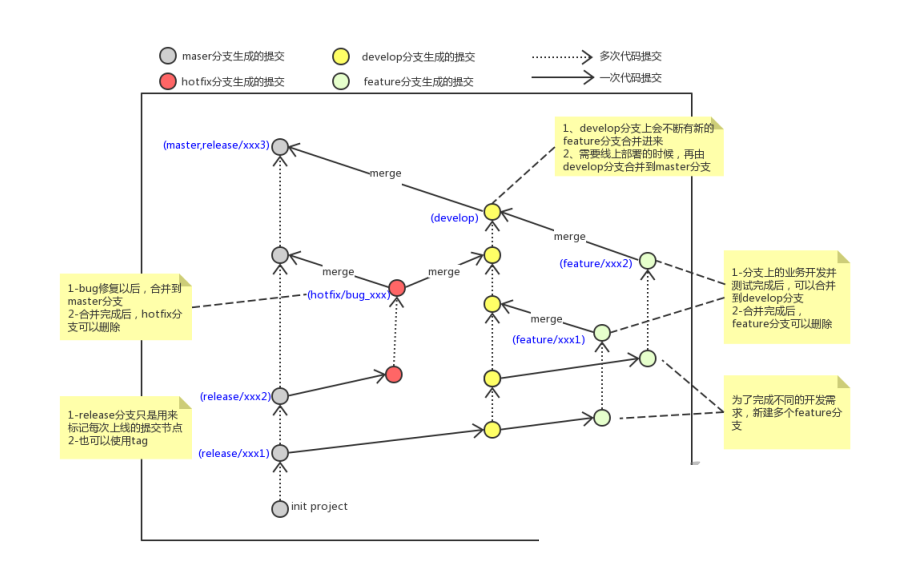 maser分支生成的提交
develop分支生成的提交
多次代码提交
hotfix分支生成的提交
feature分支生成的提交
一次代码提交
1、develop分支上会不断有新的
feature分支合并进来
2、需要线上部署的时候，再由
develop分支合并到master分支
(master,release/xxx3)
merge
(develop)
merge
(feature/xxx2)
merge
merge
1-分支上的业务开发并
测试完成后，可以合并
到develop分支
2-合并完成后，
feature分支可以删除
1-bug修复以后，合并到
master分支
2-合并完成后，hotfix分
支可以删除
(hotfix/bug_xxx)
merge
(feature/xxx1)
(release/xxx2)
为了完成不同的开发需
求，新建多个feature分
支
1-release分支只是用来
标记每次上线的提交节点
2-也可以使用tag
(release/xxx1)
init project